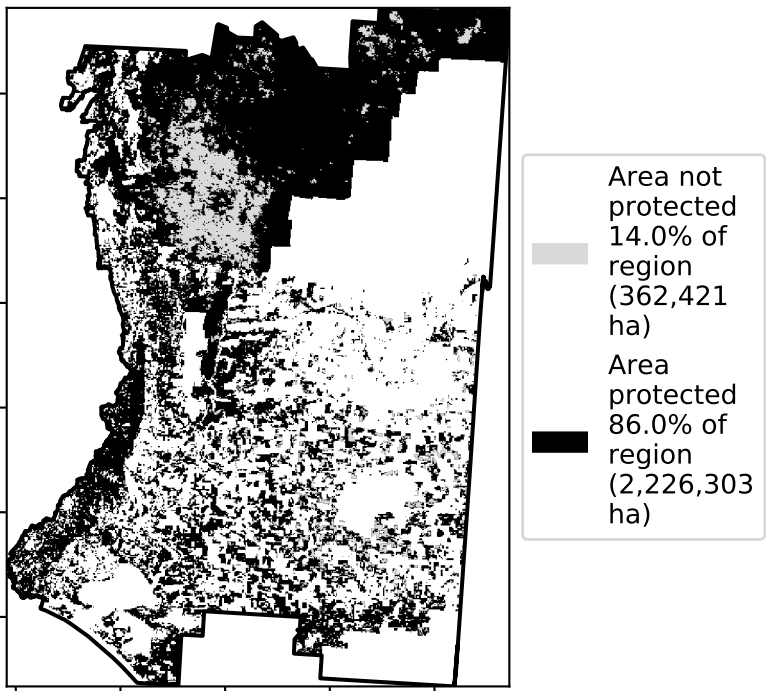 Area not
protected
14.0% of
region
(362,421
ha)
Area
protected
86.0% of
region
(2,226,303
ha)